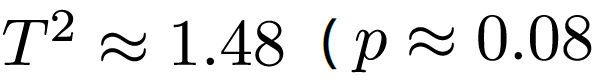 T² ≈ 1.48 ( p ≈ 0.08